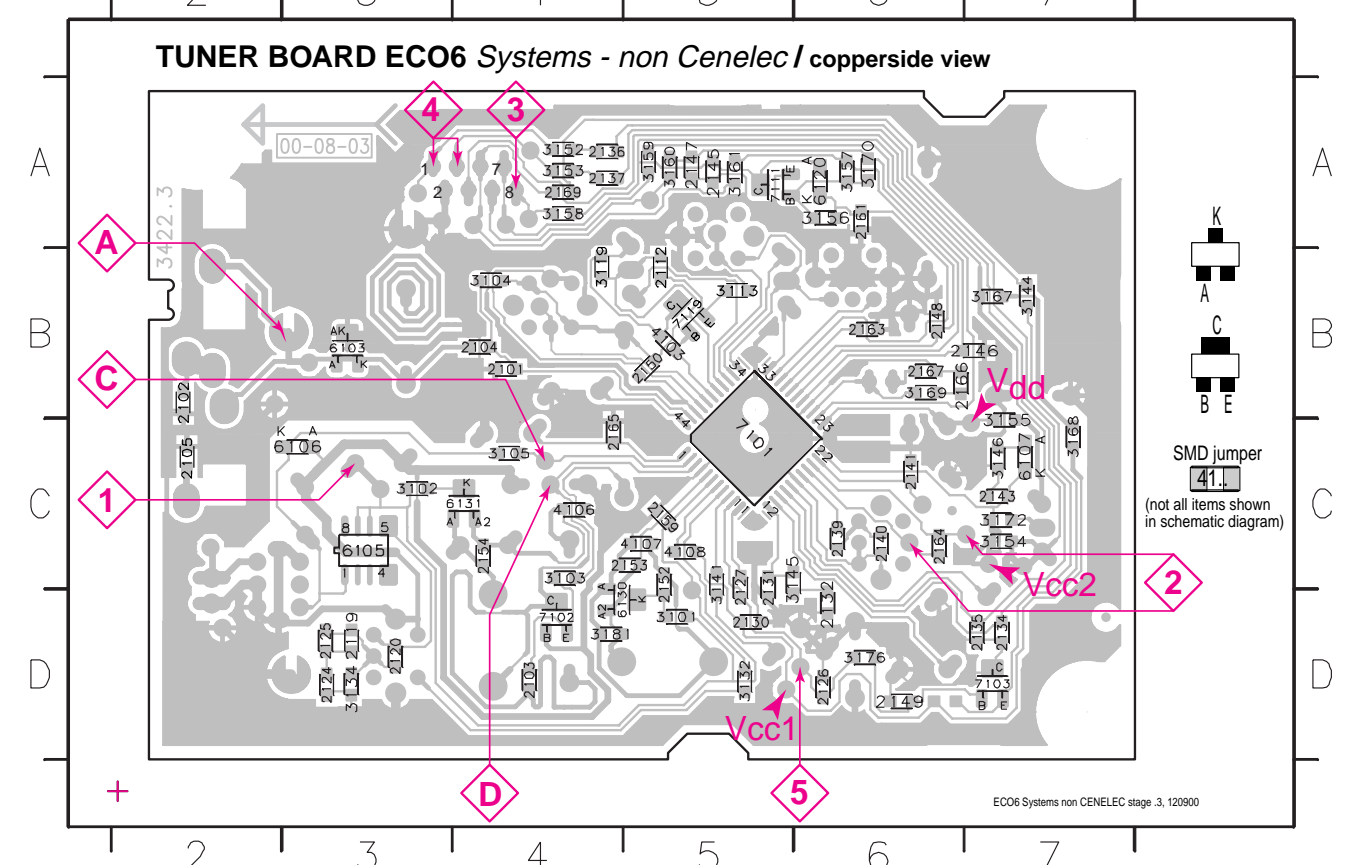 2 3 4 5 6 7
TUNER BOARD ECO6 Systems - non Cenelec / copperside view
4 3
00-08-03
A
A
1 7
2 8
3422.3
3152 2136
3153 2137
2169
3158
3159 3160 2147 2145 3161
C 7111 E B
A 6120 K
3157 3170
3156 2161
A
K
A
B
B
3104
3119
2112
3113
C 7119 B E
4103
2150
3167
3144
2148
2163
2146
AK
6103
A K
2104
2101
34 33
2167
2166
3169
Vdd
C
B E
C
2102
44
7101
23
22
1
11
12
2165
3155
3168
K A
6106
2105
3105
3146
A 6107 K
2141
SMD jumper
41..
(not all items shown
in schematic diagram)
C
C
1
3102
K
6131
A A2
4106
2159
2143
3172
3154
8 5
6105
1 4
2154
4107
4108
2153
2139
2140
2164
Vcc2
2
3103
A 6130 K A2
2152
3141
2127
2131
3145
2132
C
7102
B E
3181
3101
2130
2135
2134
D
D
2125
2119
2120
2124
3134
2103
3132
2126
3176
2149
C
7103
B E
Vcc1
D
5
ECO6 Systems non CENELEC stage .3, 120900
2 3 4 5 6 7